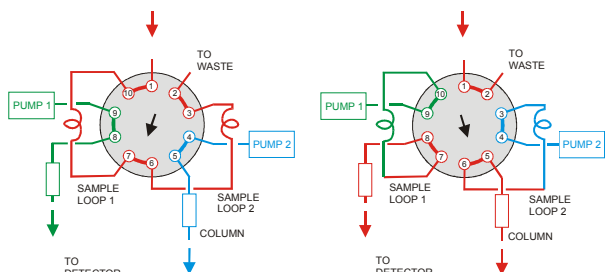 TO
WASTE
1
10
2
PUMP 1
9
3
8
4
PUMP 2
7
6
5
SAMPLE
LOOP 1
SAMPLE
LOOP 2
COLUMN
TO
DETECTOR
TO
WASTE
1
2
10
PUMP 1
9
3
4
PUMP 2
8
7
6
5
SAMPLE
LOOP 1
SAMPLE
LOOP 2
COLUMN
TO
DETECTOR